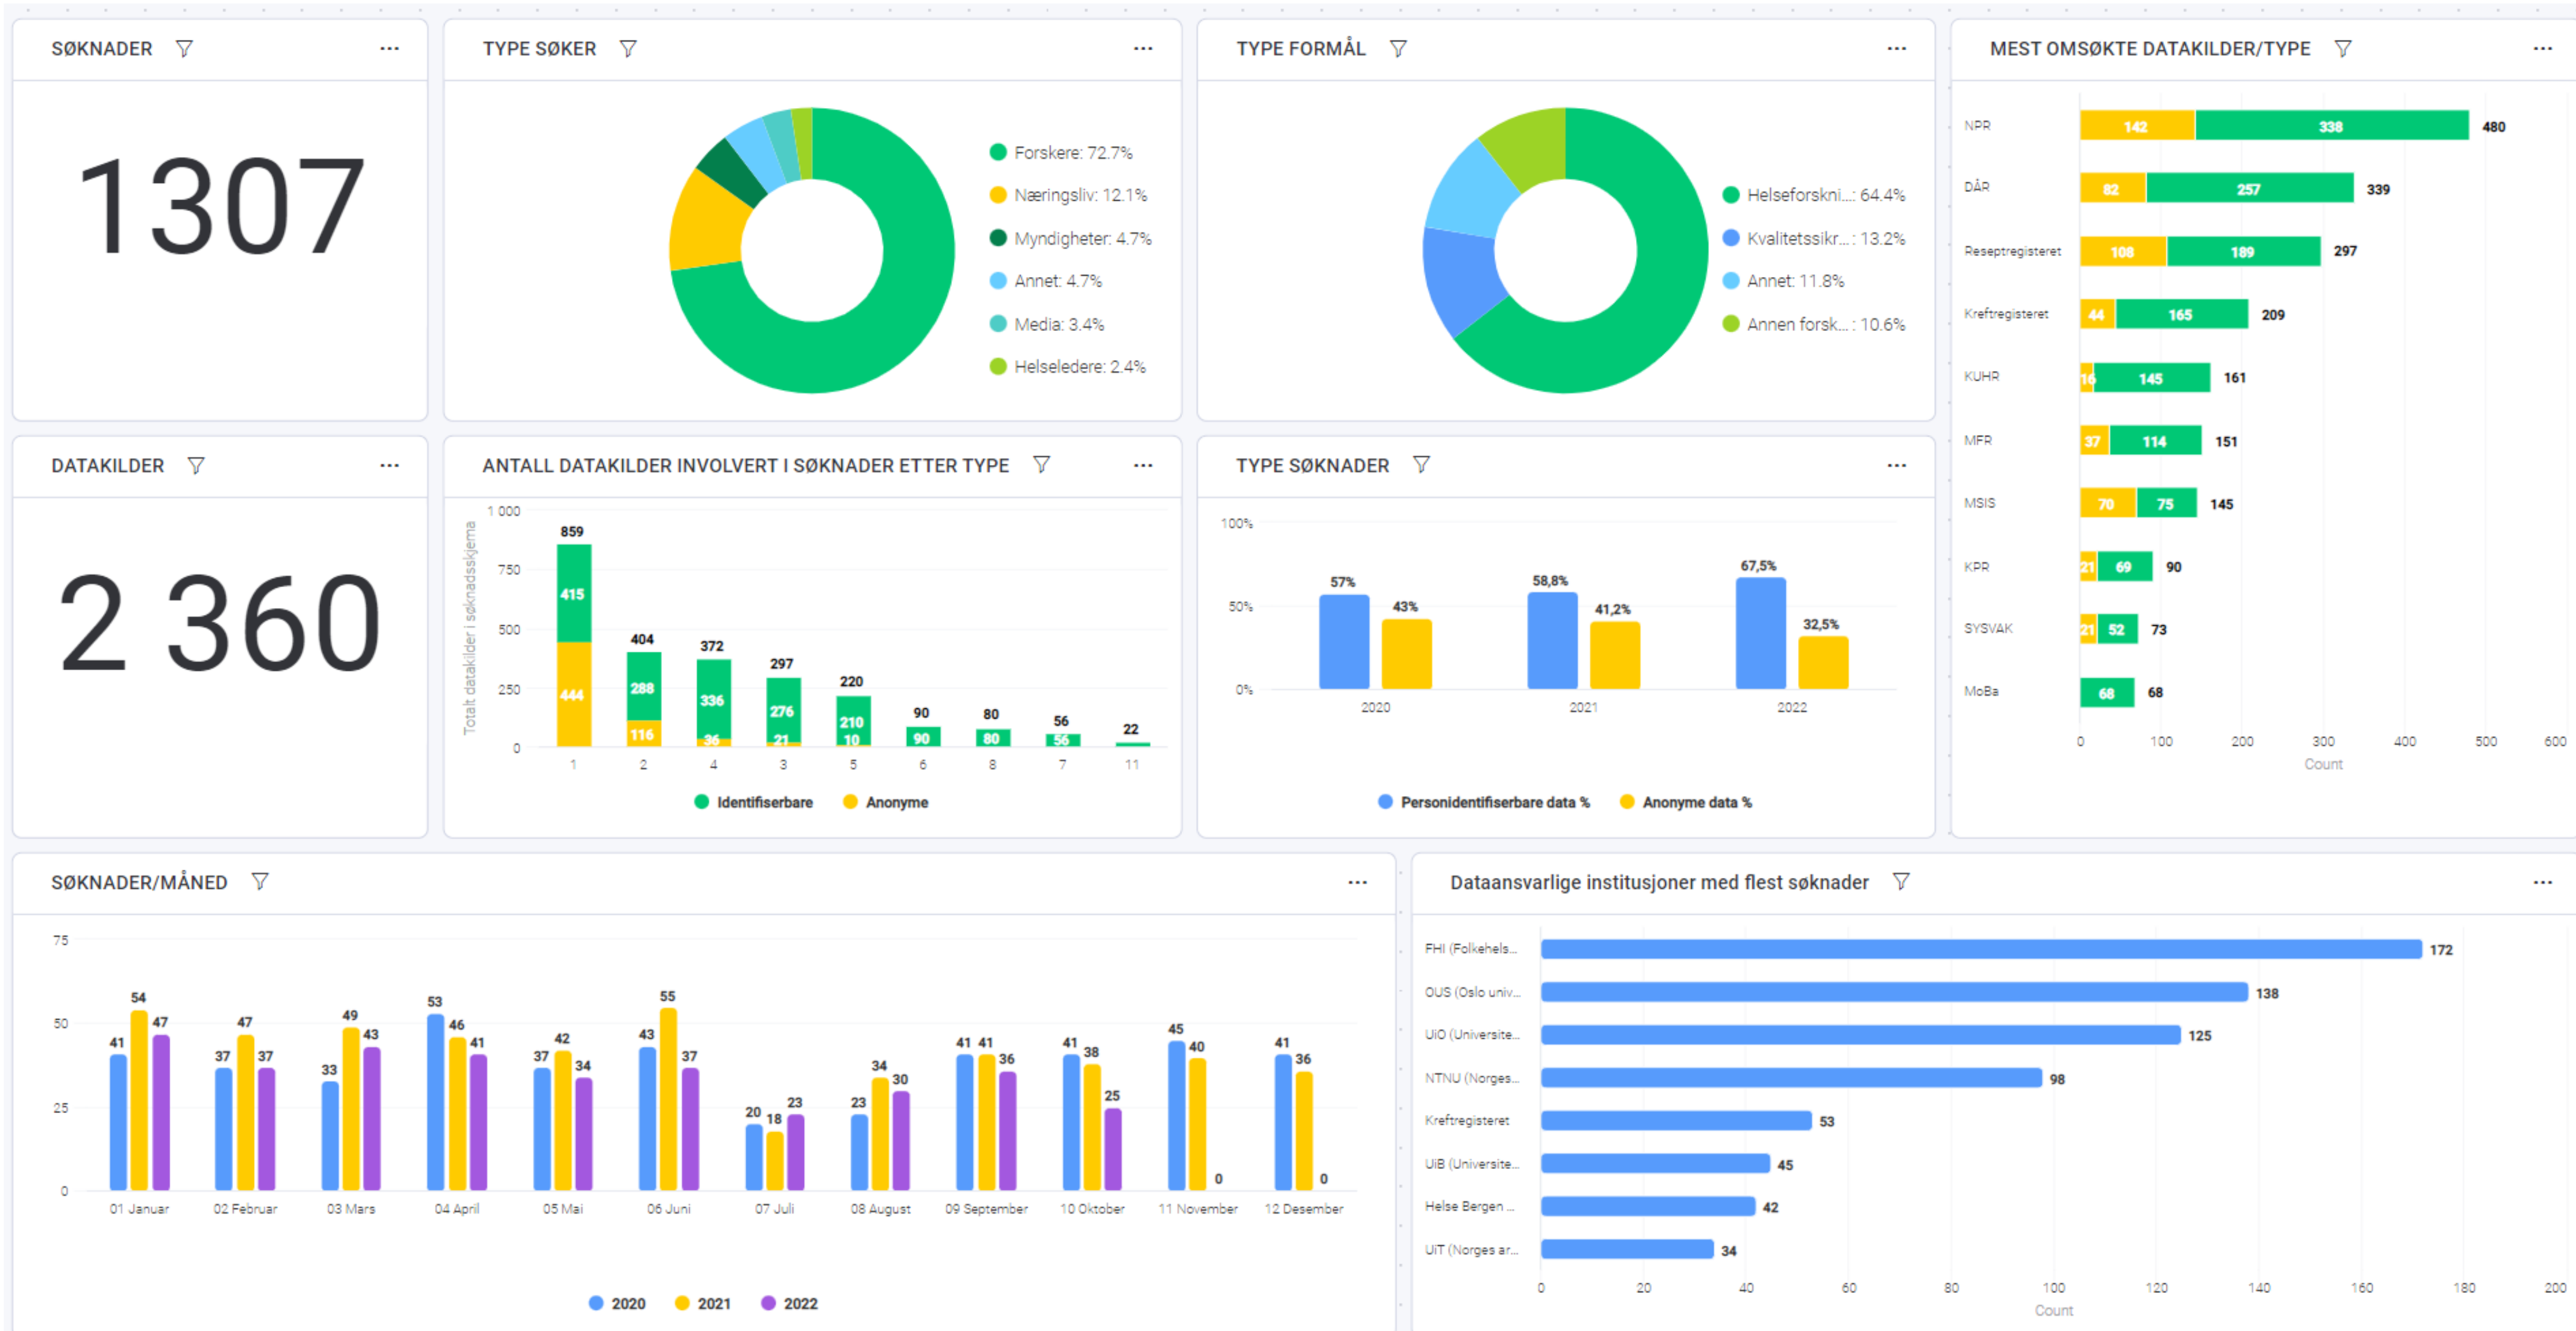 SØKNADER
...
1307
TYPE SØKER
...
Forskere: 72.7%
Næringsliv: 12.1%
Myndigheter: 4.7%
Annet: 4.7%
Media: 3.4%
Helseledere: 2.4%
TYPE FORMÅL
...
Helseforskni...: 64.4%
Kvalitetssikr...: 13.2%
Annet: 11.8%
Annen forsk...: 10.6%
MEST OMSØKTE DATAKILDER/TYPE
...
NPR 142 338 480
DÅR 82 257 339
Reseptregisteret 108 189 297
Kreftregisteret 44 165 209
KUHR 16 145 161
MFR 37 114 151
MSIS 70 75 145
KPR 21 69 90
SYSVAK 21 52 73
MoBa 68 68
0 100 200 300 400 500 600
Count
DATAKILDER
...
2 360
ANTALL DATAKILDER INVOLVERT I SØKNADER ETTER TYPE
...
Totalt datakilder i søknadsskjema
1 000
750
500
250
0
859
415
444
404
288
116
372
336
36
297
276
21
220
210
10
90
90
80
80
56
56
22
1 2 4 3 5 6 8 7 11
Identifiserbare Anonyme
TYPE SØKNADER
...
100%
50%
0%
57% 43% 58,8% 41,2% 67,5% 32,5%
2020 2021 2022
Personidentifiserbare data % Anonyme data %
SØKNADER/MÅNED
...
75
50
25
0
41 54 47
37 47 37
33 49 43
53 46 41
37 42 34
43 55 37
20 18 23
23 34 30
41 41 36
41 38 25
45 40 0
41 36 0
01 Januar 02 Februar 03 Mars 04 April 05 Mai 06 Juni 07 Juli 08 August 09 September 10 Oktober 11 November 12 Desember
2020 2021 2022
Dataansvarlige institusjoner med flest søknader
...
FHI (Folkehels... 172
OUS (Oslo univ... 138
UiO (Universite... 125
NTNU (Norges... 98
Kreftregisteret 53
UiB (Universite... 45
Helse Bergen ... 42
UiT (Norges ar... 34
0 20 40 60 80 100 120 140 160 180 200
Count